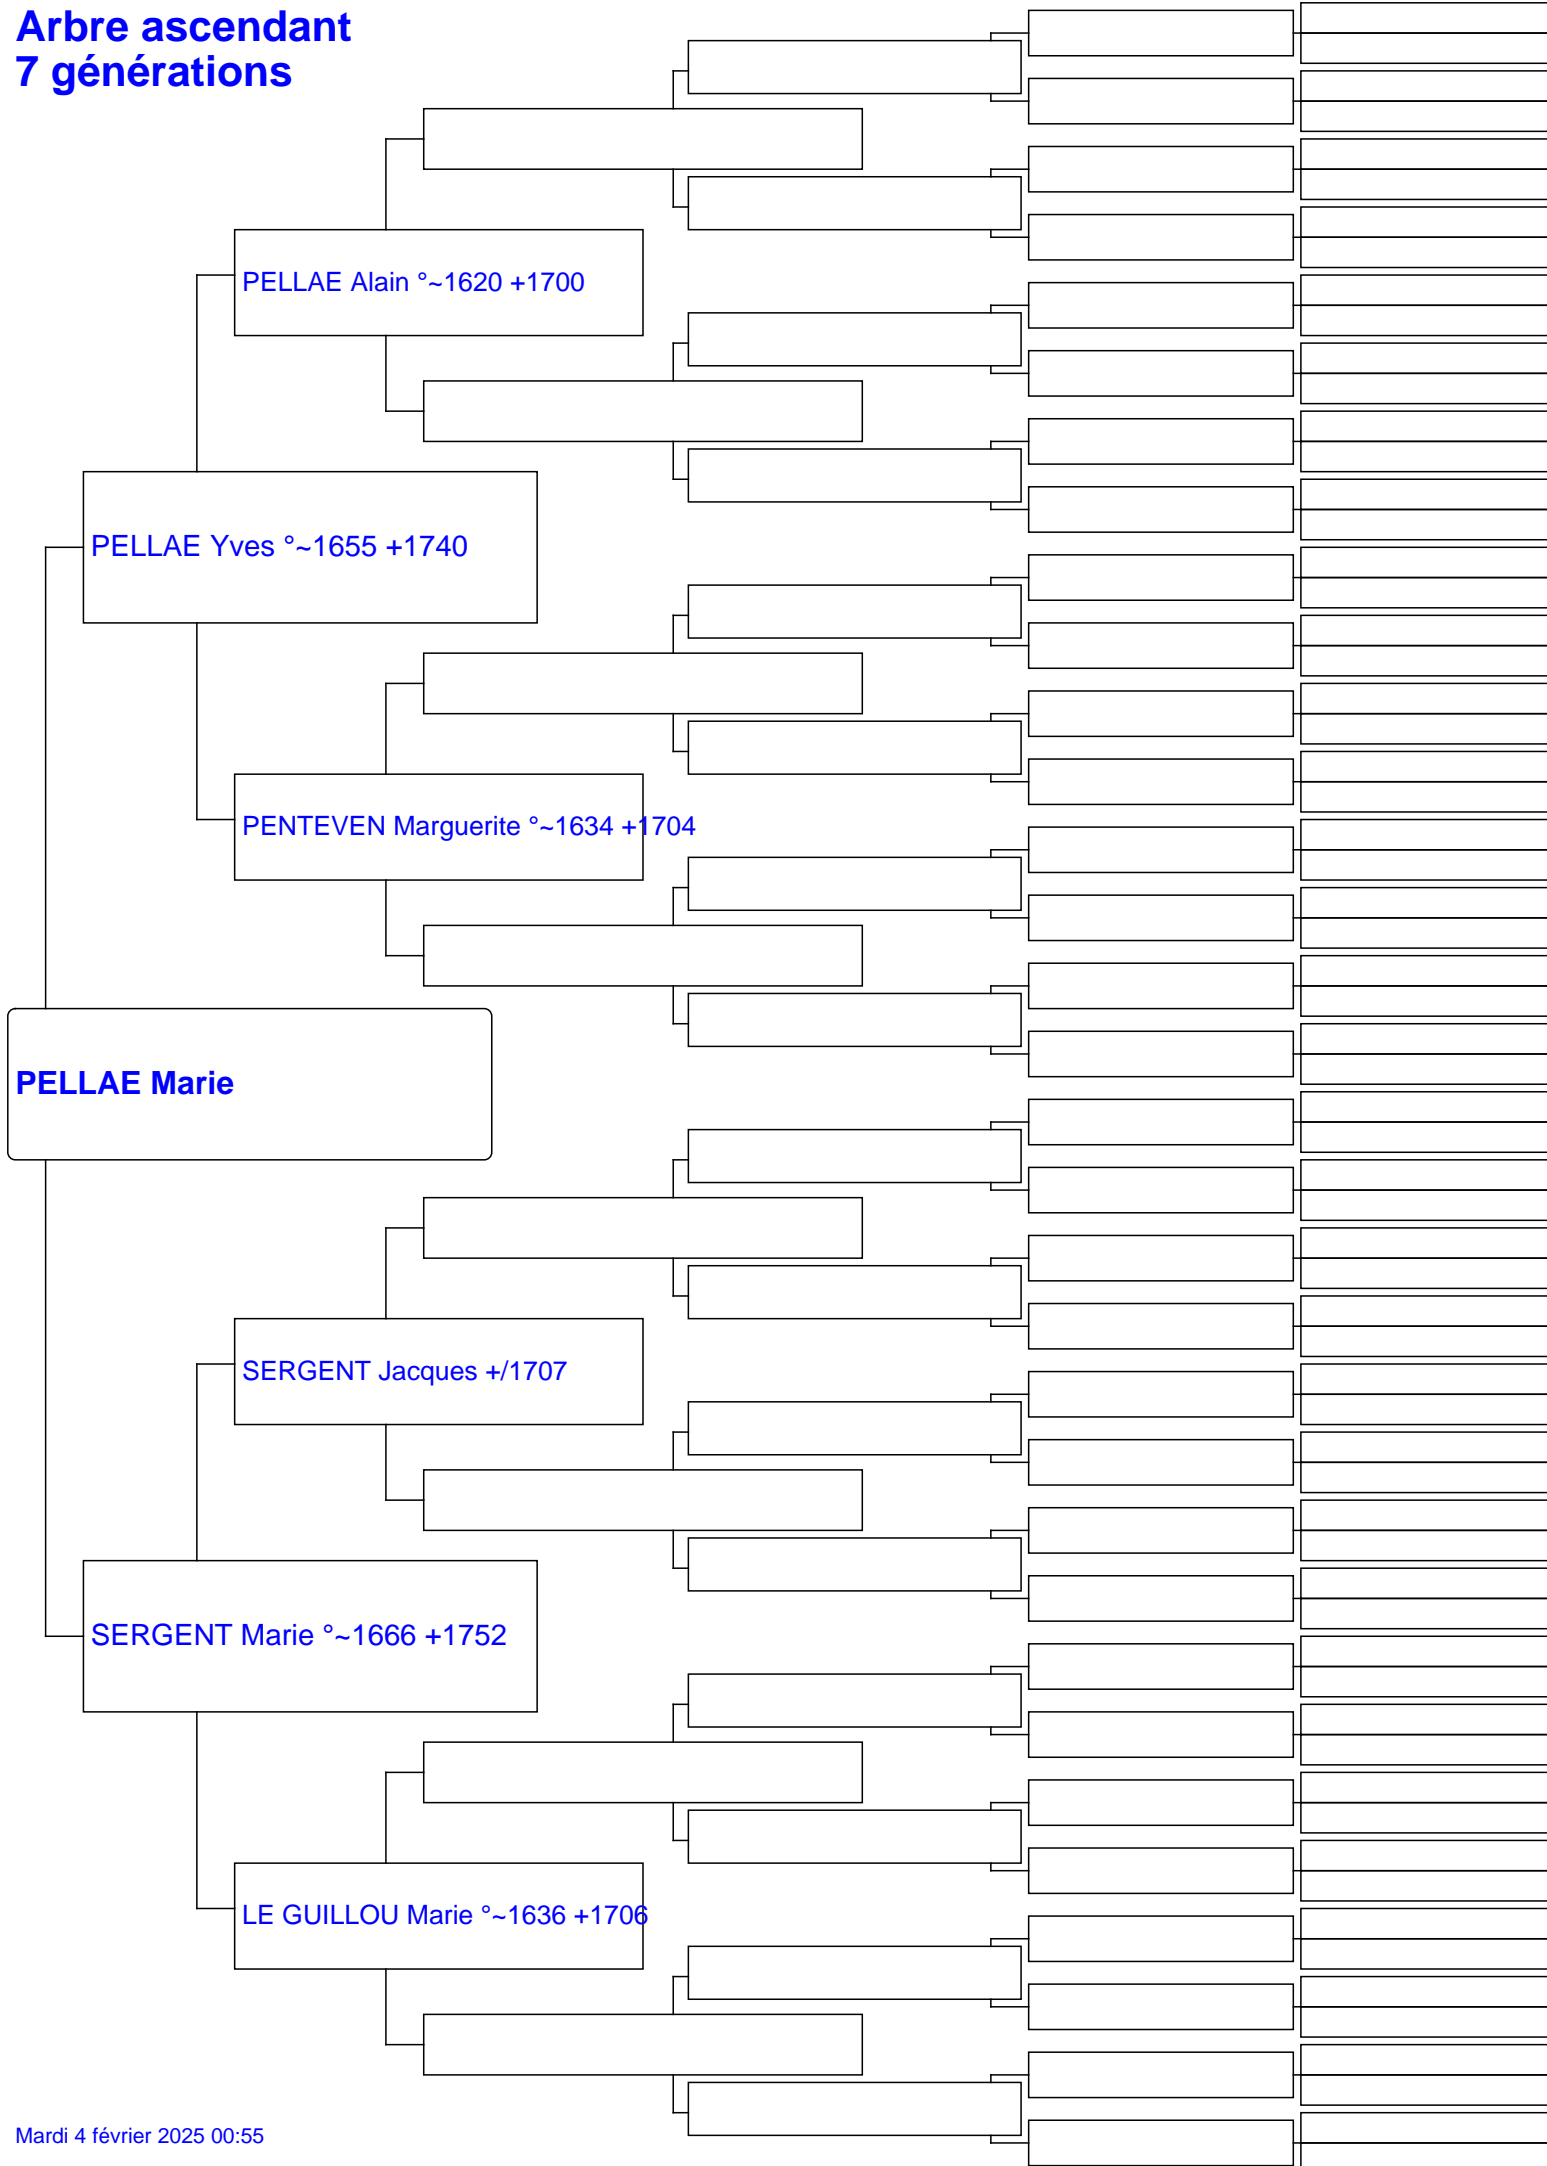 Arbre ascendant
7 générations
PELLAE Alain °~1620 +1700
PELLAE Yves °~1655 +1740
PENTEVEN Marguerite °~1634 +1704
PELLAE Marie
SERGENT Jacques +/1707
SERGENT Marie °~1666 +1752
LE GUILLOU Marie °~1636 +1706
Mardi 4 février 2025 00:55